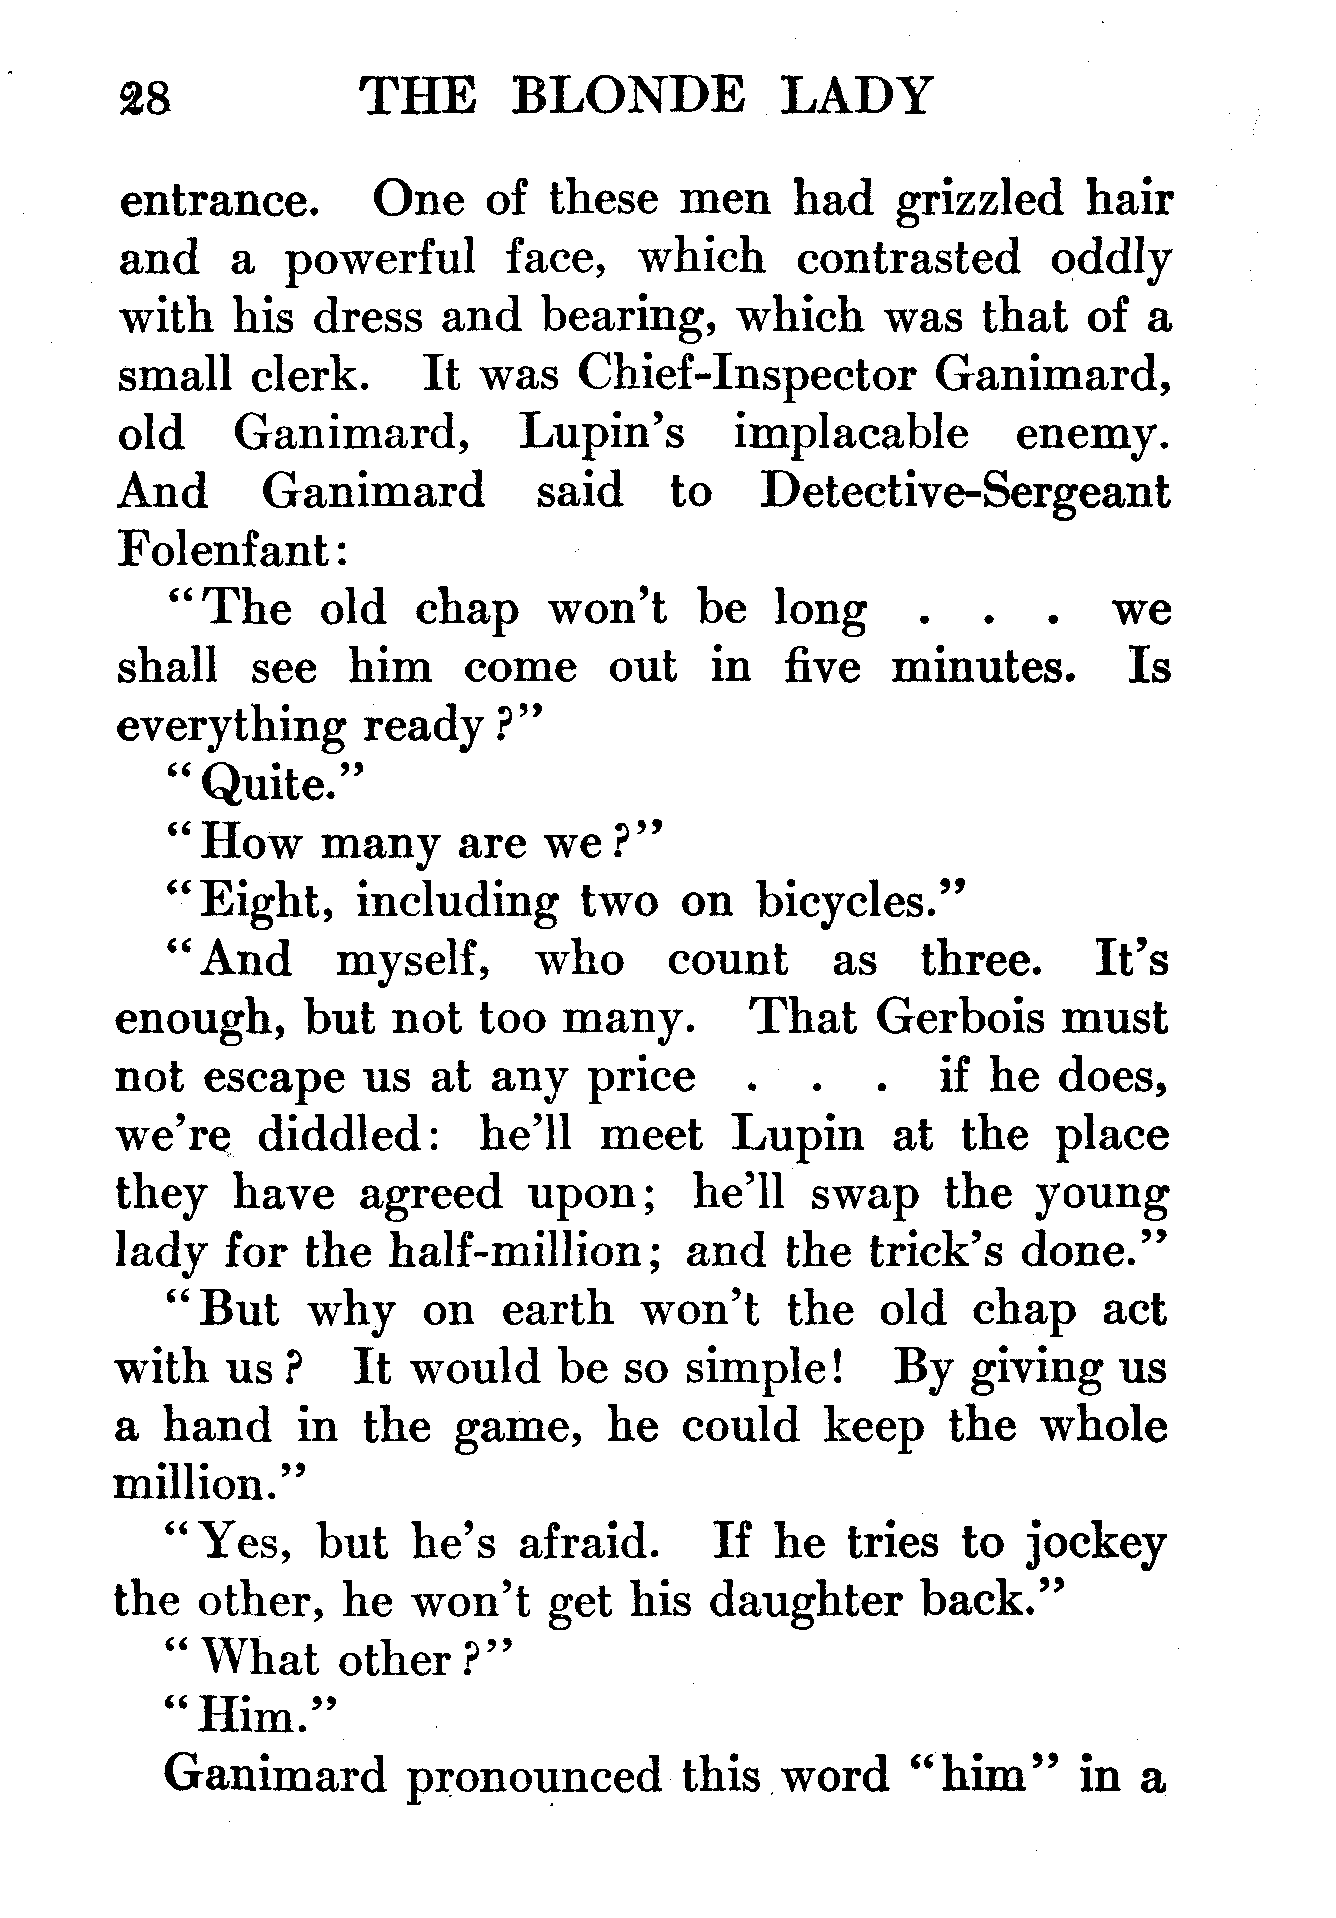 28 THE BLONDE LADY
entrance. One of these men had grizzled hair
and a powerful face, which contrasted oddly
with his dress and bearing, which was that of a
small clerk. It was Chief-Inspector Ganimard,
old Ganimard, Lupin's implacable enemy.
And Ganimard said to Detective-Sergeant
Folenfant:
“The old chap won't be long . . . we
shall see him come out in five minutes. Is
everything ready?”
“Quite.”
“How many are we?”
“Eight, including two on bicycles.”
“And myself, who count as three. It's
enough, but not too many. That Gerbois must
not escape us at any price . . . if he does,
we're diddled: he'll meet Lupin at the place
they have agreed upon; he'll swap the young
lady for the half-million; and the trick's done.”
“But why on earth won't the old chap act
with us? It would be so simple! By giving us
a hand in the game, he could keep the whole
million.”
“Yes, but he's afraid. If he tries to jockey
the other, he won't get his daughter back.”
“What other?”
“Him.”
Ganimard pronounced this word “him” in a